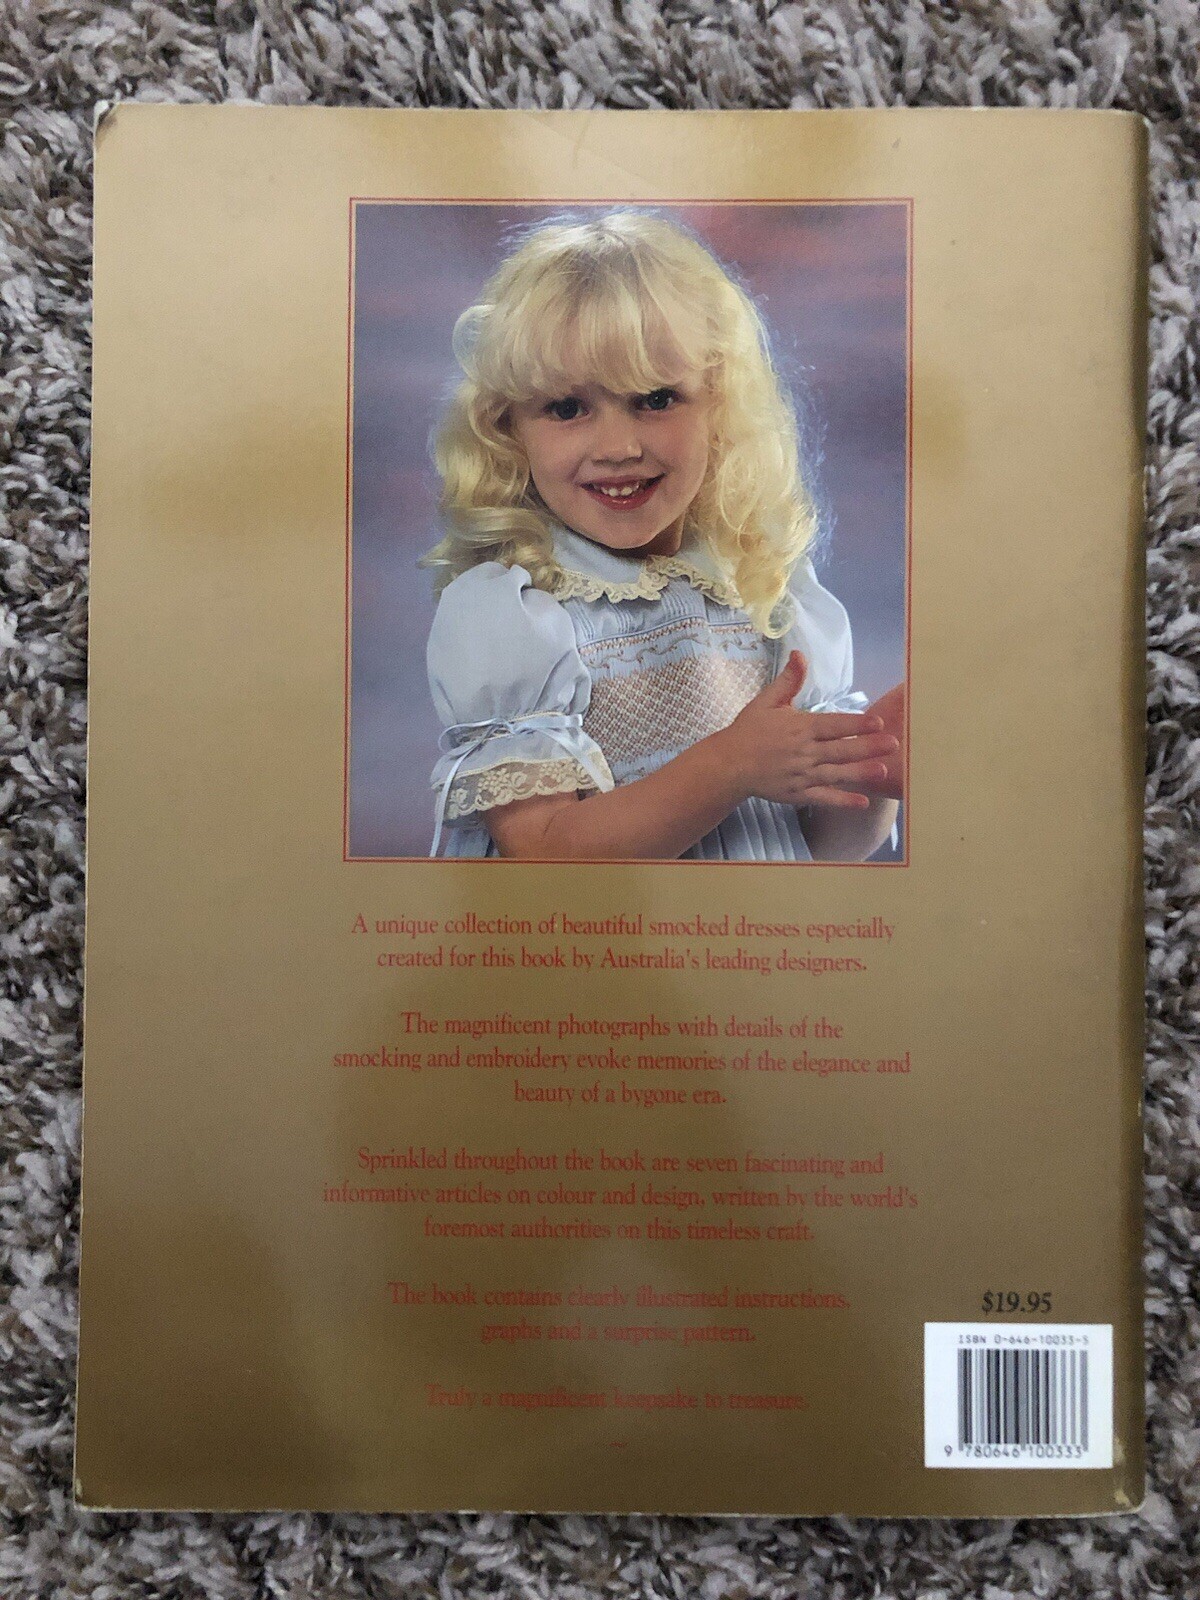 A unique collection of beautiful smocked dresses especially
created for this book by Australia's leading designers.
The magnificent photographs with details of the
smocking and embroidery evoke memories of the elegance and
beauty of a bygone era.
Sprinkled throughout the book are seven fascinating and
informative articles on colour and design, written by the world's
foremost authorities on this timeless craft.
The book contains clearly illustrated instructions,
graphs and a surprise pattern.
Truly a magnificent keepsake to treasure.
$19.95
ISBN 0-646-10033-5
9 780646 100333